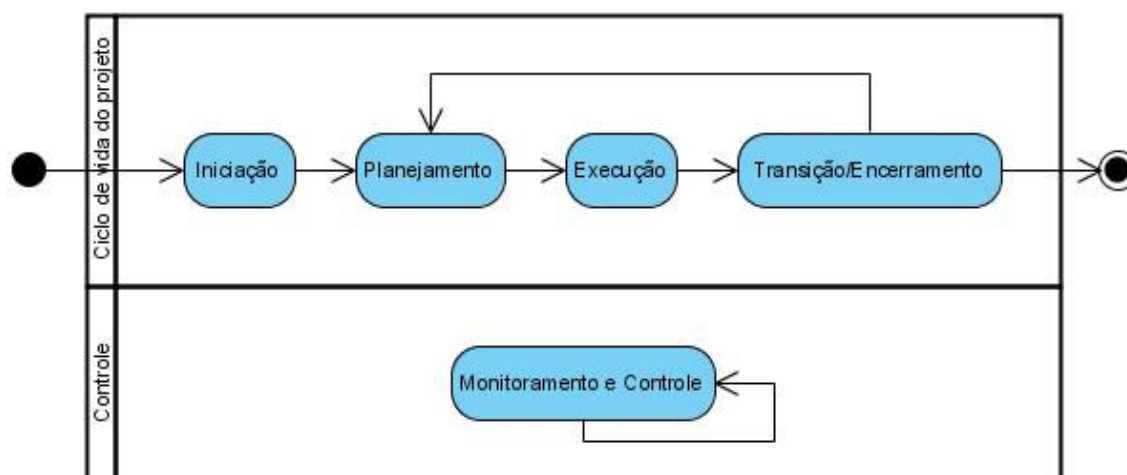 Ciclo de vida do projeto
Iniciação
Planejamento
Execução
Transição/Encerramento
Controle
Monitoramento e Controle